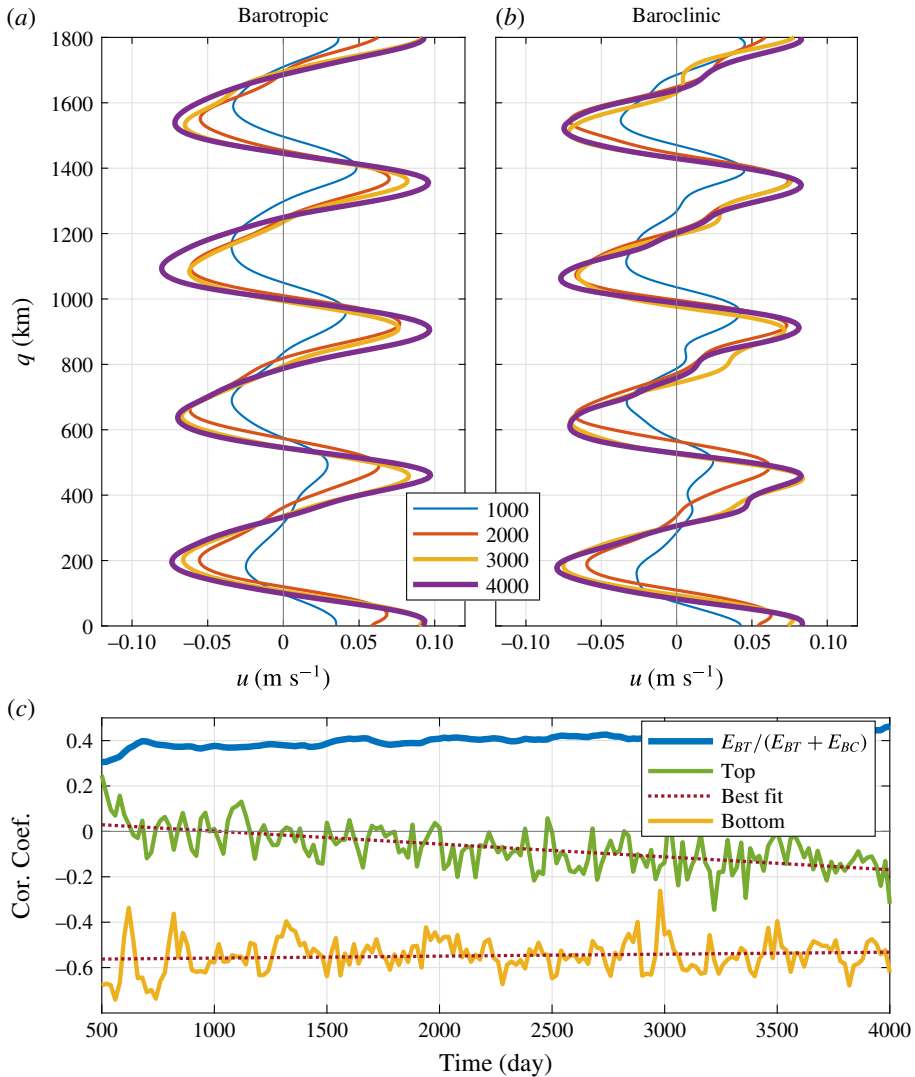 (a) Barotropic (b) Baroclinic
1800
1600
1400
1200
1000
800
600
400
200
0
q (km)
1000
2000
3000
4000
−0.10 −0.05 0 0.05 0.10 −0.10 −0.05 0 0.05 0.10
u (m s−1) u (m s−1)
(c)
0.4
0.2
0
−0.2
−0.4
−0.6
Cor. Coef.
E_BT/(E_BT + E_BC)
Top
Best fit
Bottom
500 1000 1500 2000 2500 3000 3500 4000
Time (day)